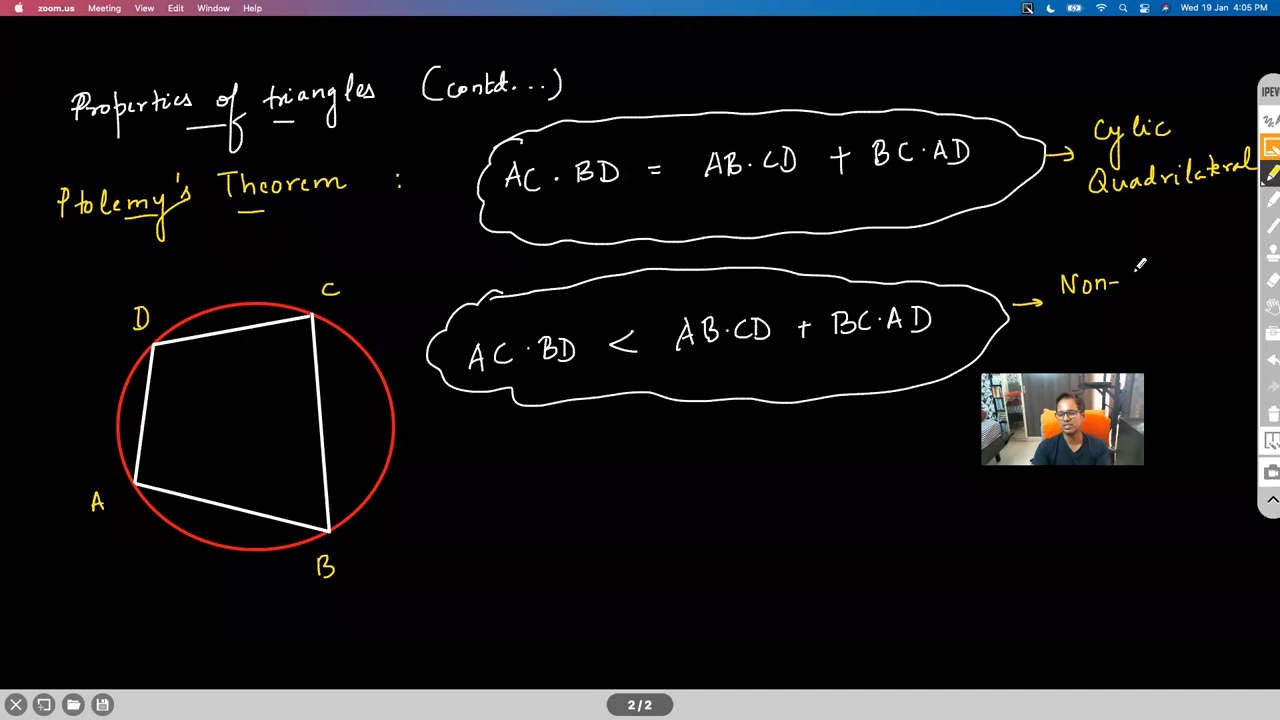 zoom.us Meeting View Edit Window Help Wed 19 Jan 4:05 PM
Properties of triangles (contd...)
Ptolemy's Theorem :
AC · BD = AB · CD + BC · AD
Cylic
Quadrilateral
AC · BD < AB · CD + BC · AD
Non-
D
C
A
B
IPEV
2/2